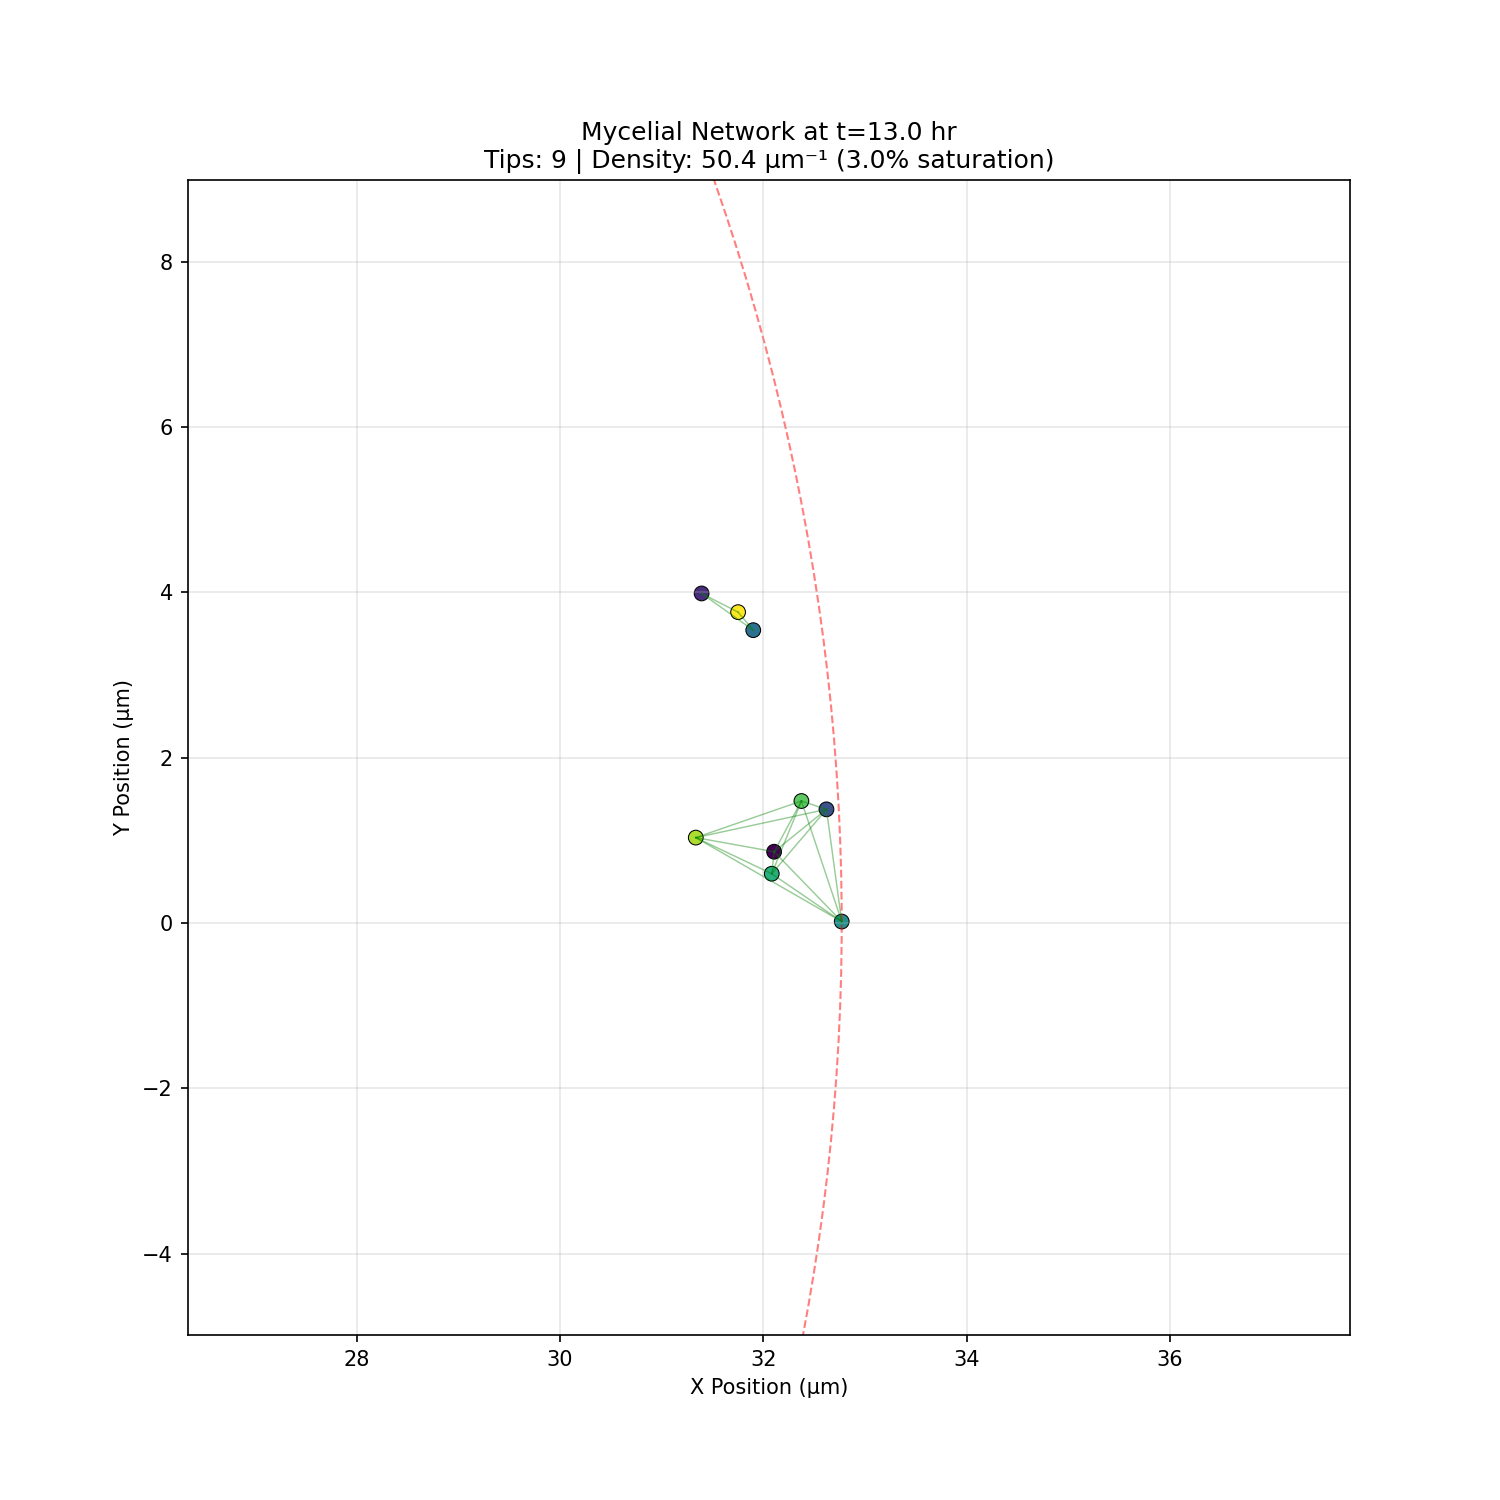 Mycelial Network at t=13.0 hr
Tips: 9 | Density: 50.4 μm⁻¹ (3.0% saturation)
8
6
4
2
0
−2
−4
Y Position (μm)
28 30 32 34 36
X Position (μm)